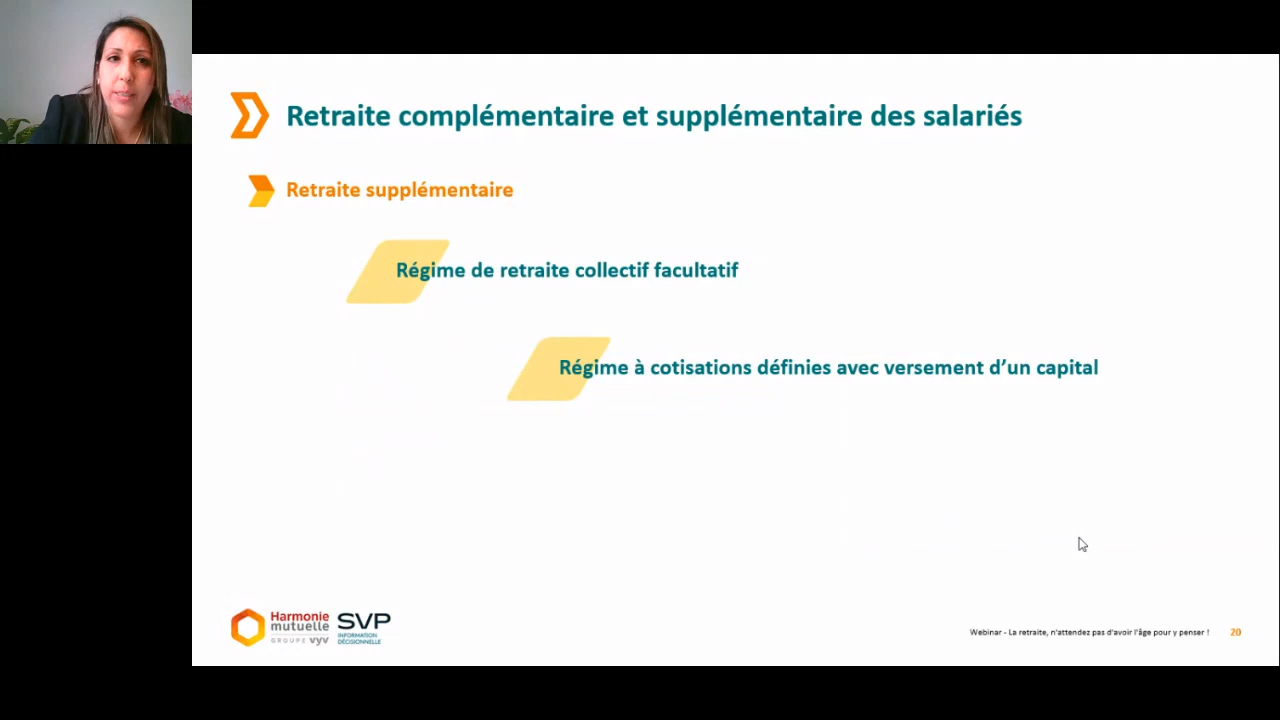 Retraite complémentaire et supplémentaire des salariés
Retraite supplémentaire
Régime de retraite collectif facultatif
Régime à cotisations définies avec versement d’un capital
Harmonie
mutuelle
GROUPE vyv
SVP
INFORMATION
DÉCISIONNELLE
Webinar - La retraite, n'attendez pas d'avoir l'âge pour y penser !
20